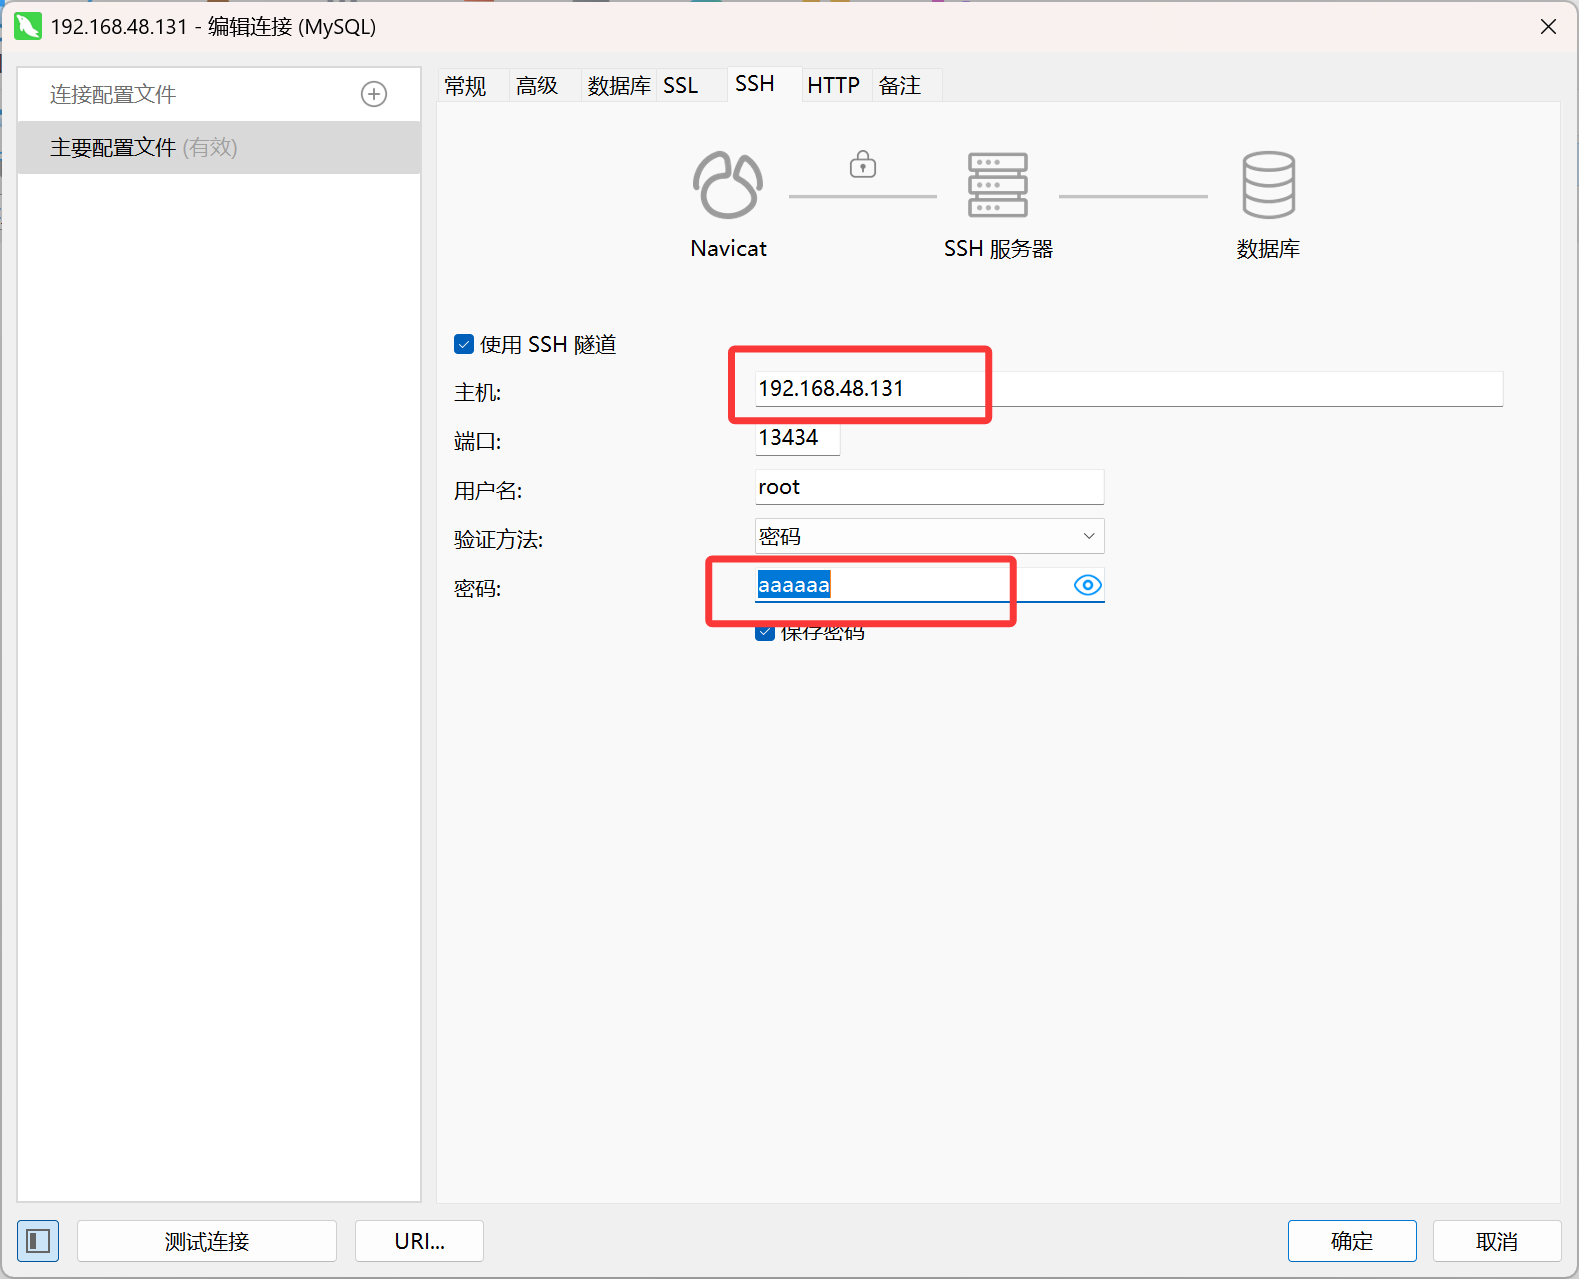 192.168.48.131 - 编辑连接 (MySQL)
连接配置文件
主要配置文件 (有效)
常规 高级 数据库 SSL SSH HTTP 备注
Navicat SSH 服务器 数据库
使用 SSH 隧道
主机: 192.168.48.131
端口: 13434
用户名: root
验证方法: 密码
密码: aaaaaa
保存密码
测试连接 URI... 确定 取消